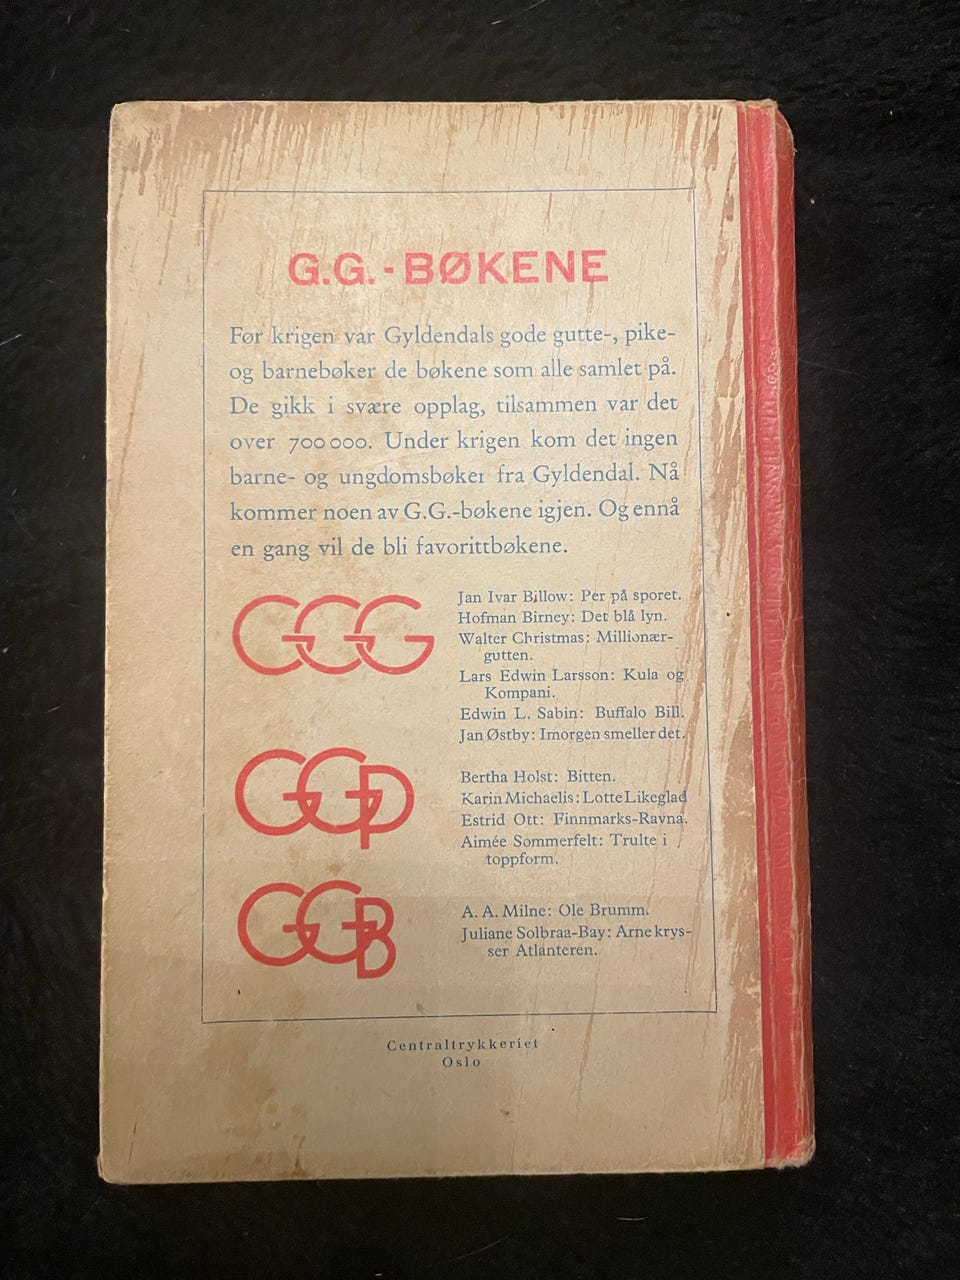 G.G. - BØKENE
Før krigen var Gyldendals gode gutte-, pike-
og barnebøker de bøkene som alle samlet på.
De gikk i svære opplag, tilsammen var det
over 700 000. Under krigen kom det ingen
barne- og ungdomsbøker fra Gyldendal. Nå
kommer noen av G.G.-bøkene igjen. Og ennå
en gang vil de bli favorittbøkene.
GGG
Jan Ivar Billow: Per på sporet.
Hofman Birney: Det blå lyn.
Walter Christmas: Millionær-
gutten.
Lars Edwin Larsson: Kula og
Kompani.
Edwin L. Sabin: Buffalo Bill.
Jan Østby: Imorgen smeller det.
GGP
Bertha Holst: Bitten.
Karin Michaelis: Lotte Likeglad
Estrid Ott: Finnmarks-Ravna.
Aimée Sommerfelt: Trulte i
toppform.
GGB
A. A. Milne: Ole Brumm.
Juliane Solbraa-Bay: Arne krys-
ser Atlanteren.
Centraltrykkeriet
Oslo